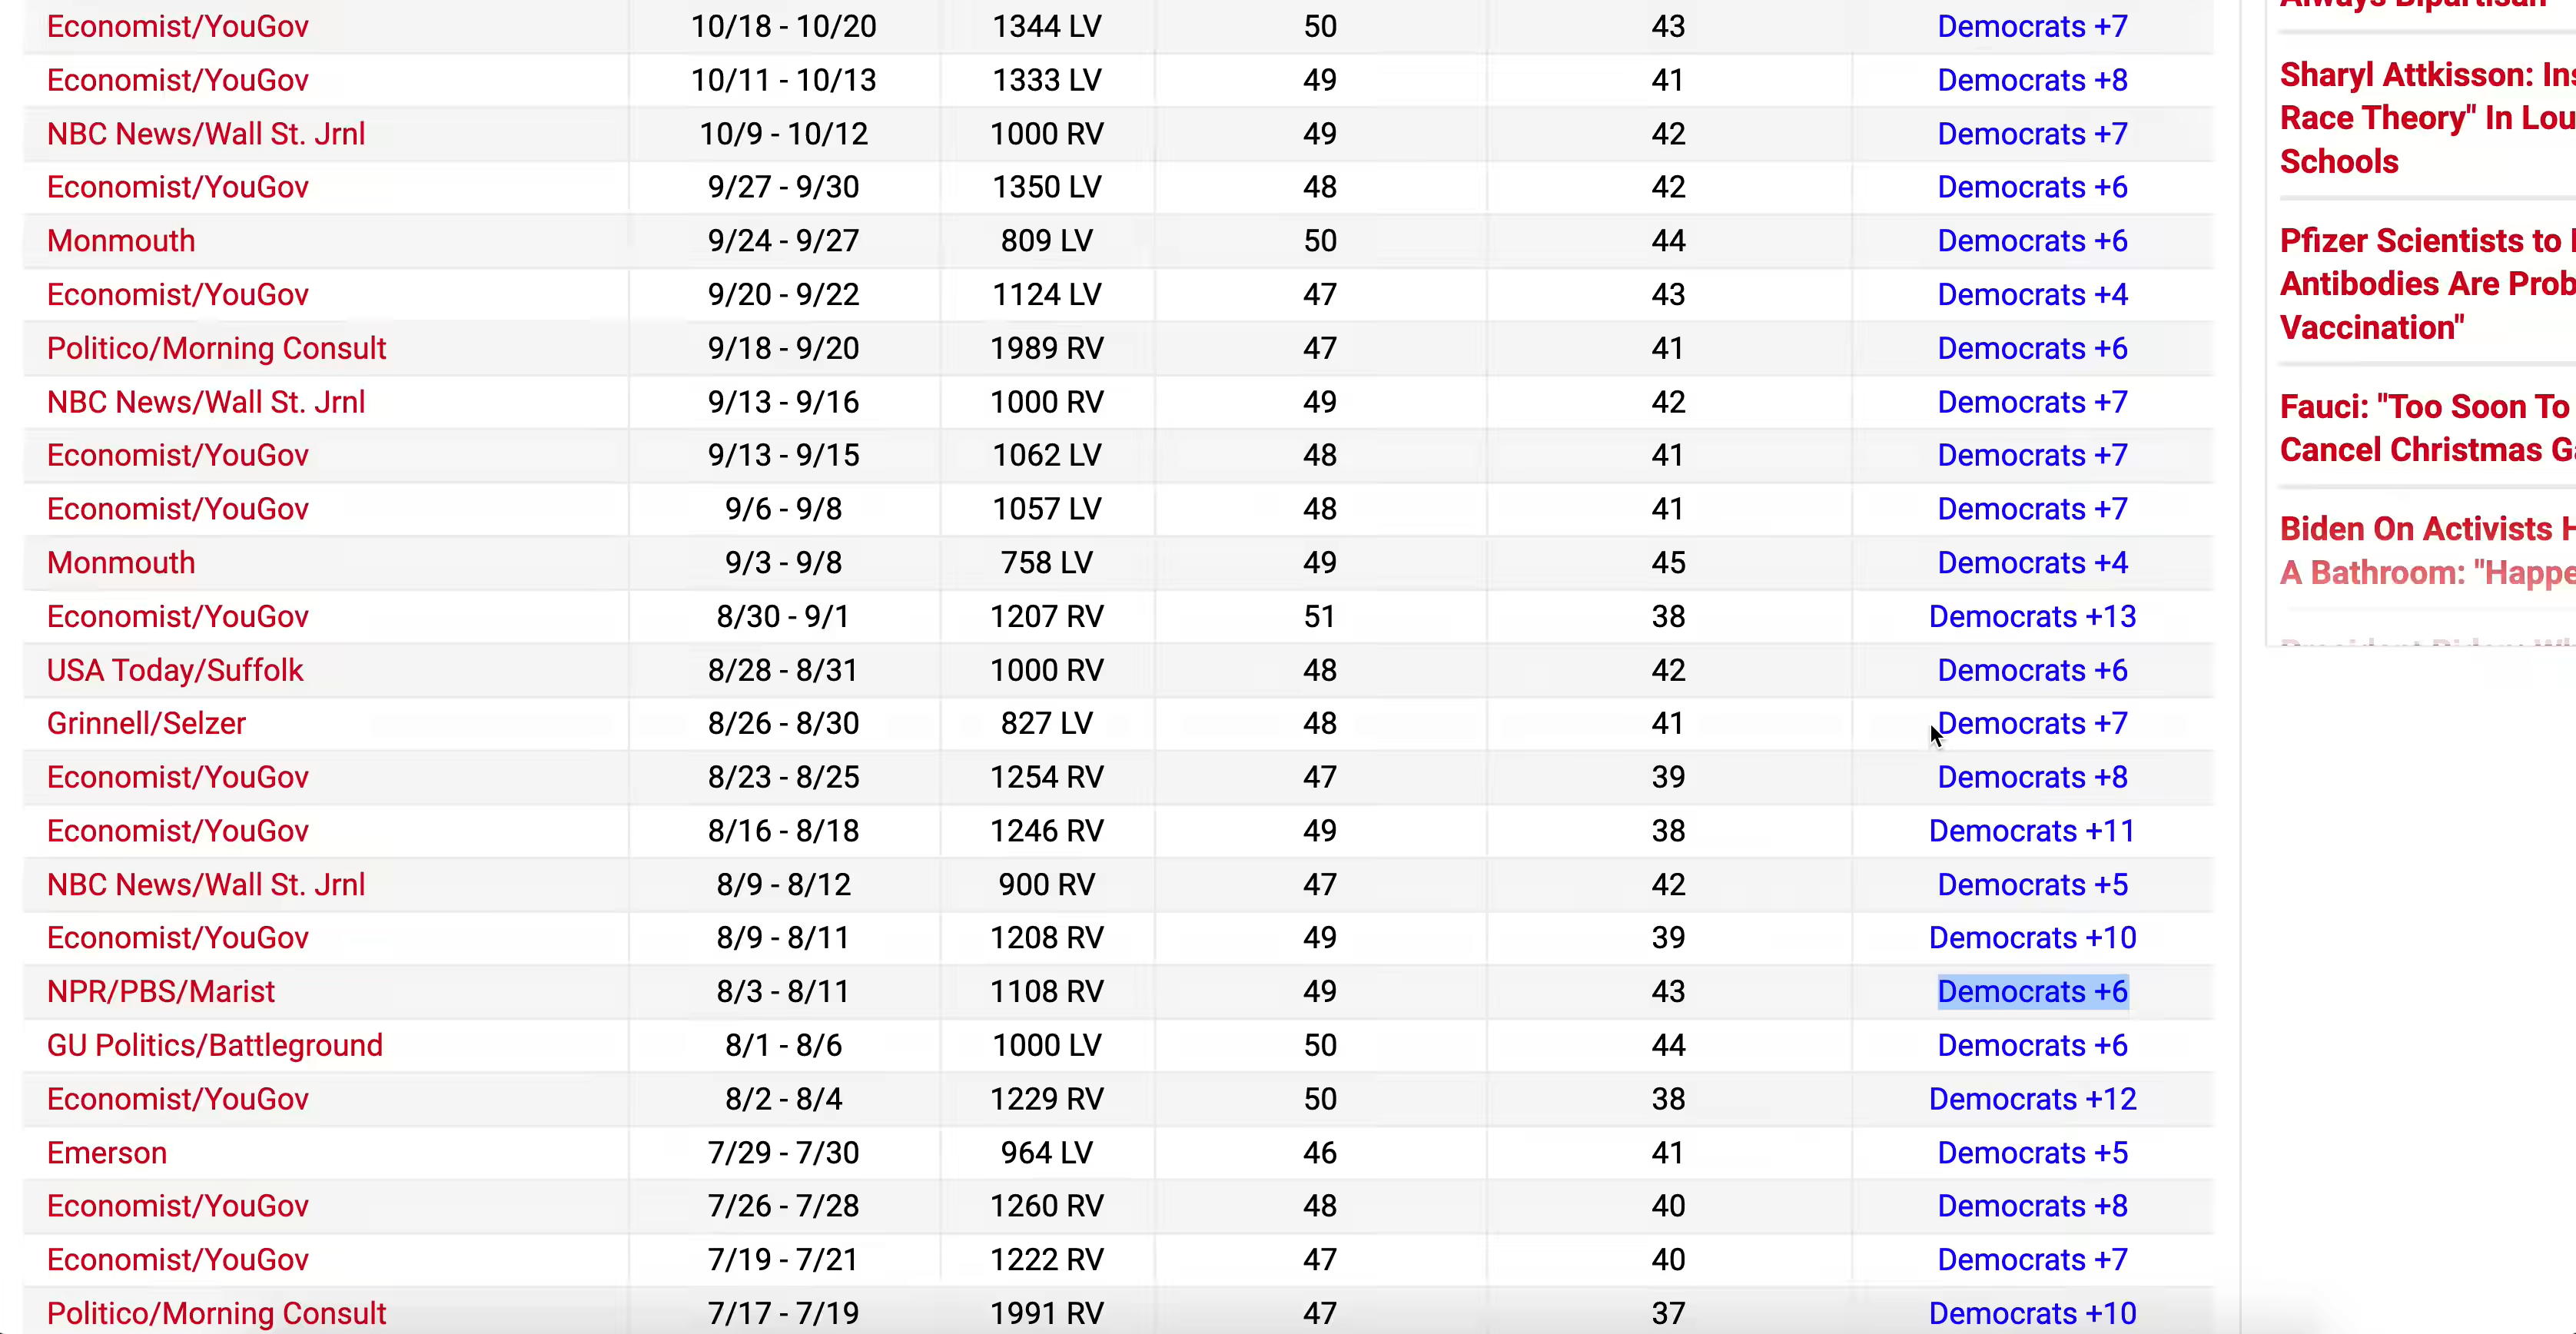 Economist/YouGov 10/18 - 10/20 1344 LV 50 43 Democrats +7
Economist/YouGov 10/11 - 10/13 1333 LV 49 41 Democrats +8
NBC News/Wall St. Jrnl 10/9 - 10/12 1000 RV 49 42 Democrats +7
Economist/YouGov 9/27 - 9/30 1350 LV 48 42 Democrats +6
Monmouth 9/24 - 9/27 809 LV 50 44 Democrats +6
Economist/YouGov 9/20 - 9/22 1124 LV 47 43 Democrats +4
Politico/Morning Consult 9/18 - 9/20 1989 RV 47 41 Democrats +6
NBC News/Wall St. Jrnl 9/13 - 9/16 1000 RV 49 42 Democrats +7
Economist/YouGov 9/13 - 9/15 1062 LV 48 41 Democrats +7
Economist/YouGov 9/6 - 9/8 1057 LV 48 41 Democrats +7
Monmouth 9/3 - 9/8 758 LV 49 45 Democrats +4
Economist/YouGov 8/30 - 9/1 1207 RV 51 38 Democrats +13
USA Today/Suffolk 8/28 - 8/31 1000 RV 48 42 Democrats +6
Grinnell/Selzer 8/26 - 8/30 827 LV 48 41 Democrats +7
Economist/YouGov 8/23 - 8/25 1254 RV 47 39 Democrats +8
Economist/YouGov 8/16 - 8/18 1246 RV 49 38 Democrats +11
NBC News/Wall St. Jrnl 8/9 - 8/12 900 RV 47 42 Democrats +5
Economist/YouGov 8/9 - 8/11 1208 RV 49 39 Democrats +10
NPR/PBS/Marist 8/3 - 8/11 1108 RV 49 43 Democrats +6
GU Politics/Battleground 8/1 - 8/6 1000 LV 50 44 Democrats +6
Economist/YouGov 8/2 - 8/4 1229 RV 50 38 Democrats +12
Emerson 7/29 - 7/30 964 LV 46 41 Democrats +5
Economist/YouGov 7/26 - 7/28 1260 RV 48 40 Democrats +8
Economist/YouGov 7/19 - 7/21 1222 RV 47 40 Democrats +7
Politico/Morning Consult 7/17 - 7/19 1991 RV 47 37 Democrats +10
Always Bipartisan"
Sharyl Attkisson: Ins
Race Theory" In Lou
Schools
Pfizer Scientists to
Antibodies Are Prob
Vaccination"
Fauci: "Too Soon To
Cancel Christmas Ga
Biden On Activists H
A Bathroom: "Happe